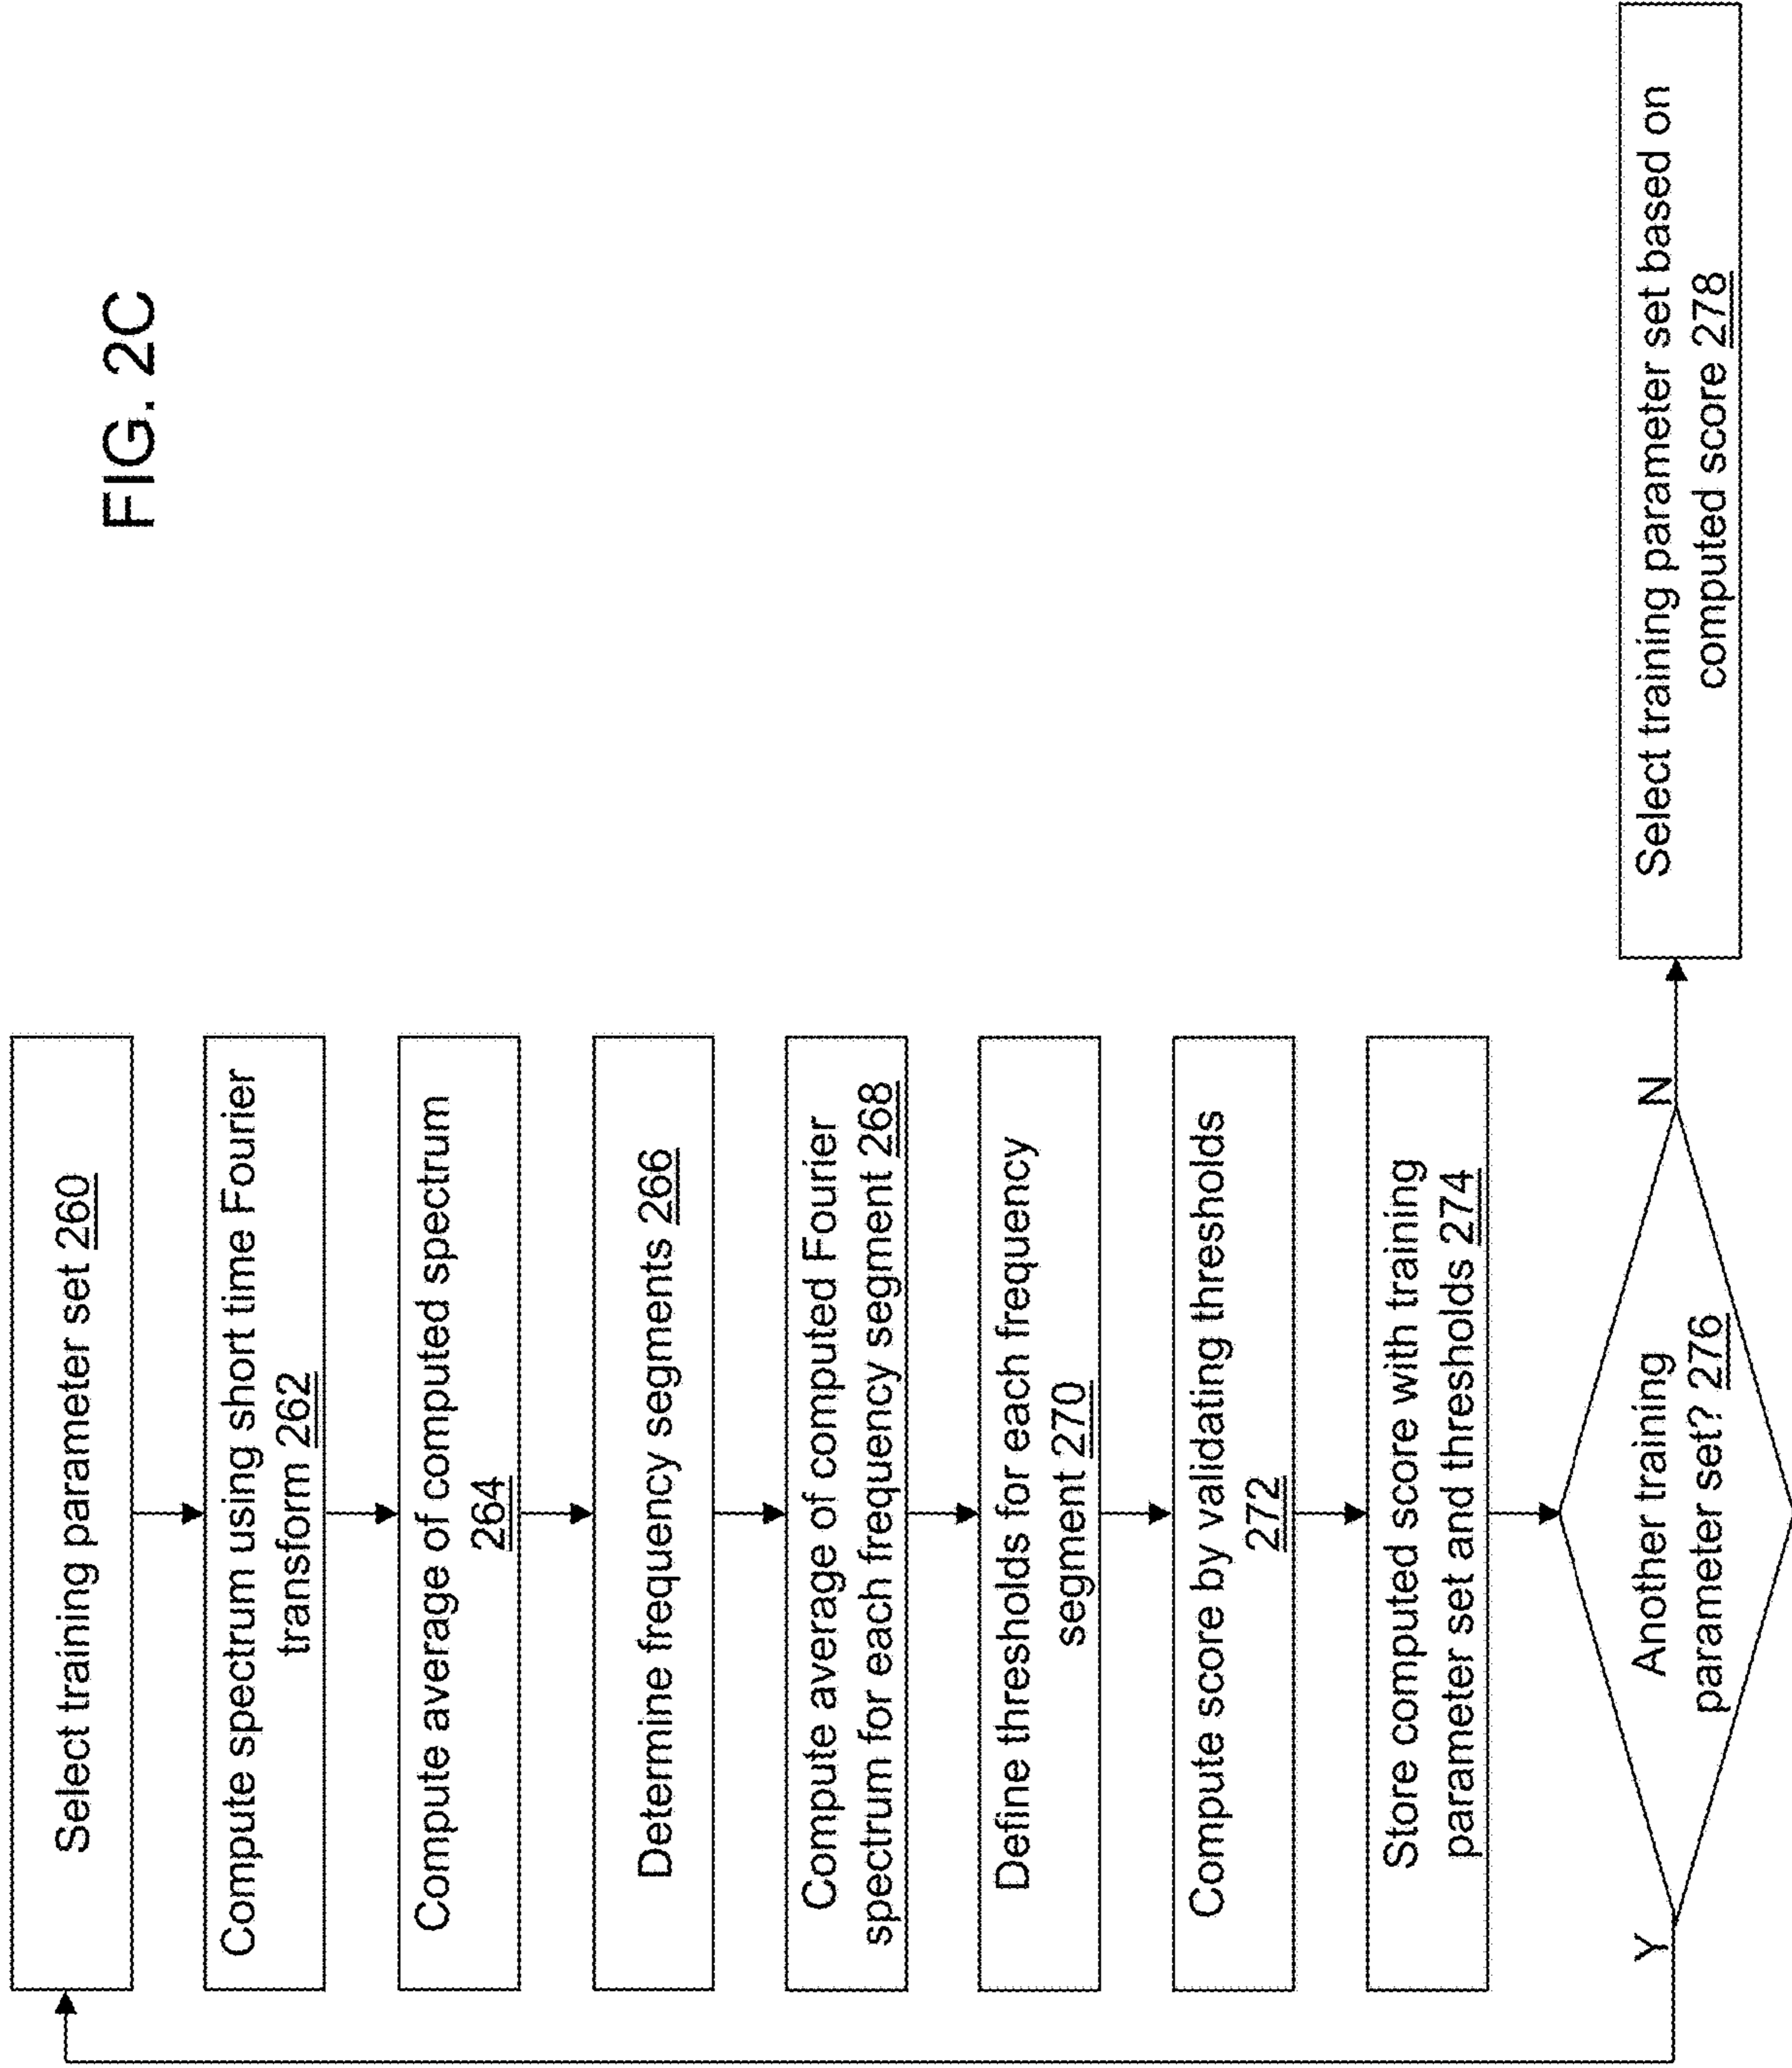 FIG. 2C
Select training parameter set 260
Compute spectrum using short time Fourier
transform 262
Compute average of computed spectrum
264
Determine frequency segments 266
Compute average of computed Fourier
spectrum for each frequency segment 268
Define thresholds for each frequency
segment 270
Compute score by validating thresholds
272
Store computed score with training
parameter set and thresholds 274
Another training
parameter set? 276
Y
N
Select training parameter set based on
computed score 278